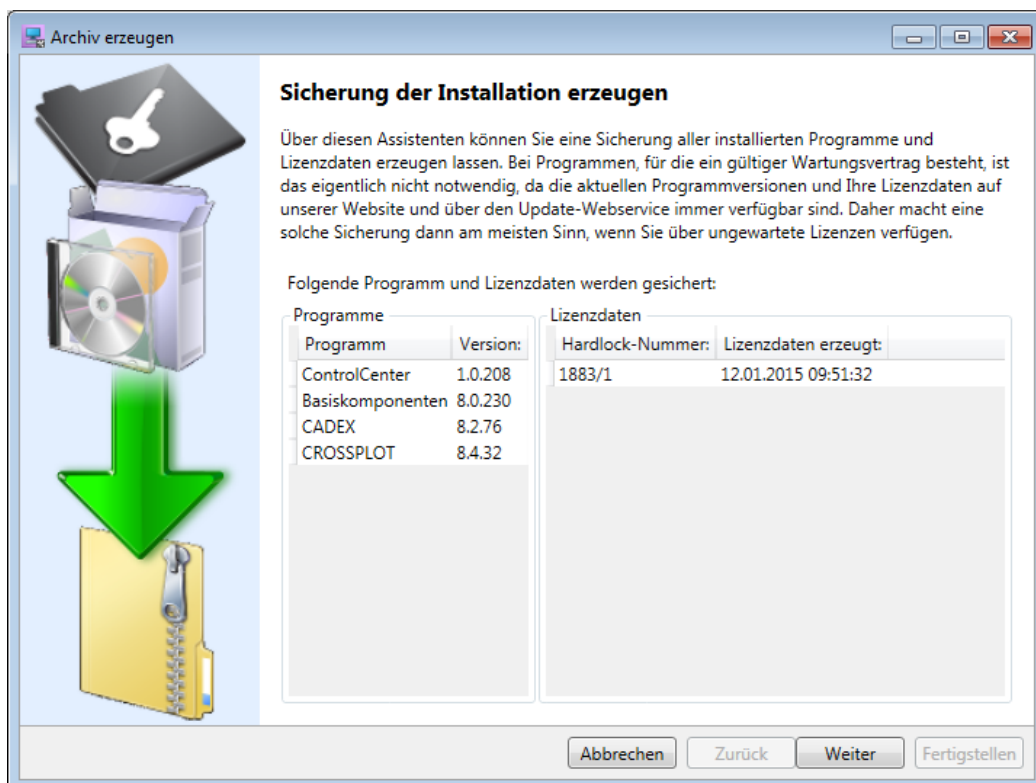 Archiv erzeugen
Sicherung der Installation erzeugen
Über diesen Assistenten können Sie eine Sicherung aller installierten Programme und
Lizenzdaten erzeugen lassen. Bei Programmen, für die ein gültiger Wartungsvertrag besteht, ist
das eigentlich nicht notwendig, da die aktuellen Programmversionen und Ihre Lizenzdaten auf
unserer Website und über den Update-Webservice immer verfügbar sind. Daher macht eine
solche Sicherung dann am meisten Sinn, wenn Sie über ungewartete Lizenzen verfügen.
Folgende Programm und Lizenzdaten werden gesichert:
Programme
Programm Version:
ControlCenter 1.0.208
Basiskomponenten 8.0.230
CADEX 8.2.76
CROSSPLOT 8.4.32
Lizenzdaten
Hardlock-Nummer: Lizenzdaten erzeugt:
1883/1 12.01.2015 09:51:32
Abbrechen Zurück Weiter Fertigstellen